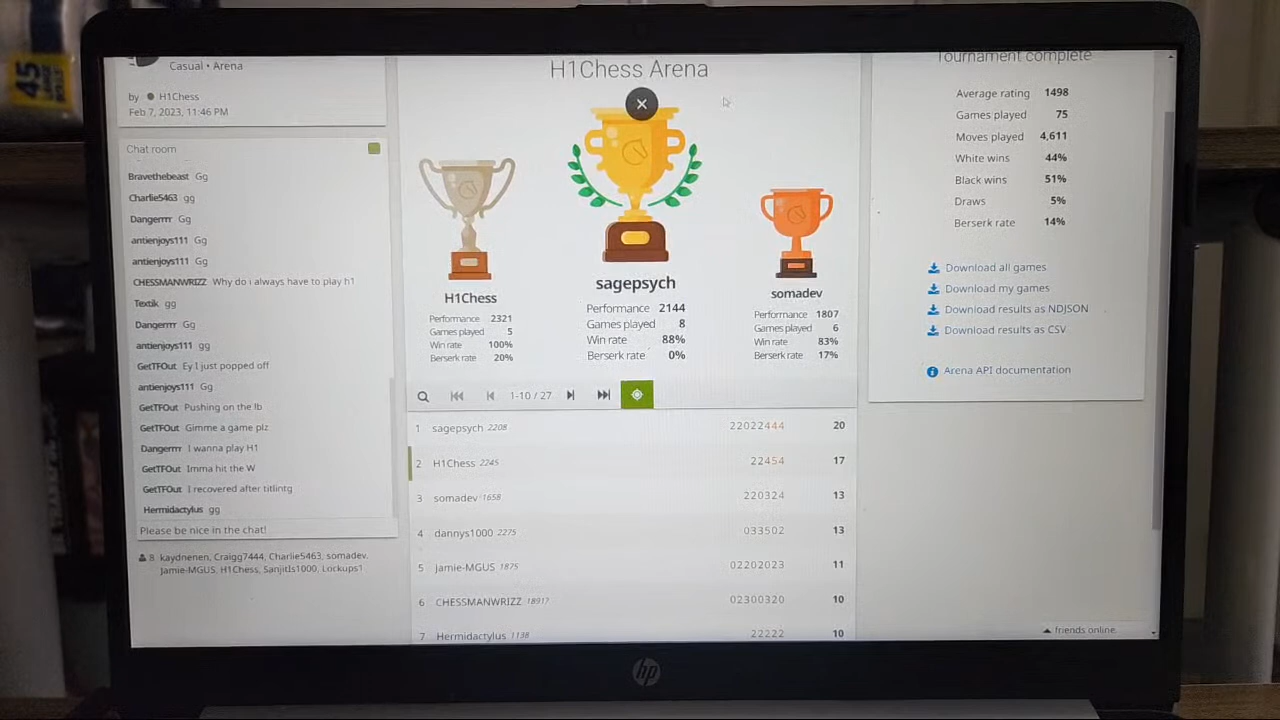 Casual • Arena
by H1Chess
Feb 7, 2023, 11:46 PM
Chat room
Bravethebeast Gg
Charlie5463 gg
Dangerrrr Gg
antienjoys111 Gg
antienjoys111 Gg
CHESSMANWRIZZ Why do i always have to play h1
Textik gg
Dangerrrr Gg
antienjoys111 gg
GetTFOut Ey I just popped off
antienjoys111 Gg
GetTFOut Pushing on the lb
GetTFOut Gimme a game plz
Dangerrrr I wanna play H1
GetTFOut Imma hit the W
GetTFOut I recovered after titlintg
Hermidactylus gg
Please be nice in the chat!
8 kaydnenen, Craigg7444, Charlie5463, somadev,
Jamie-MGUS, H1Chess, SanjitIs1000, Lockups1
H1Chess Arena
H1Chess
Performance 2321
Games played 5
Win rate 100%
Berserk rate 20%
sagepsych
Performance 2144
Games played 8
Win rate 88%
Berserk rate 0%
somadev
Performance 1807
Games played 6
Win rate 83%
Berserk rate 17%
1-10 / 27
1 sagepsych 2208 22022444 20
2 H1Chess 2245 22454 17
3 somadev 1658 220324 13
4 dannys1000 2275 033502 13
5 Jamie-MGUS 1875 02202023 11
6 CHESSMANWRIZZ 1891? 02300320 10
7 Hermidactylus 1138 22222 10
Tournament complete
Average rating 1498
Games played 75
Moves played 4,611
White wins 44%
Black wins 51%
Draws 5%
Berserk rate 14%
Download all games
Download my games
Download results as NDJSON
Download results as CSV
Arena API documentation
friends online
hp
45